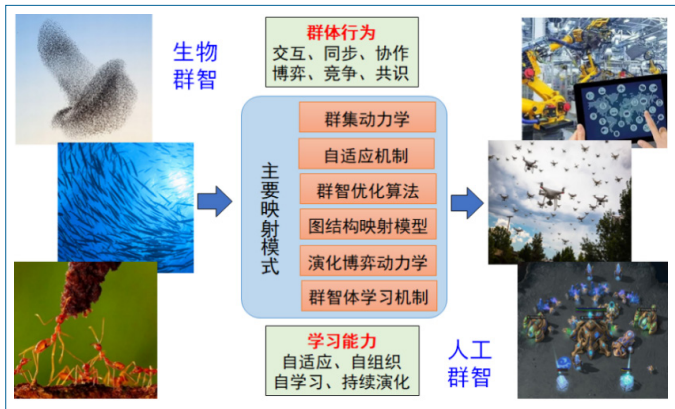 生物
群智
群体行为
交互、同步、协作
博弈、竞争、共识
主要映射模式
群集动力学
自适应机制
群智优化算法
图结构映射模型
演化博弈动力学
群智体学习机制
学习能力
自适应、自组织
自学习、持续演化
人工
群智